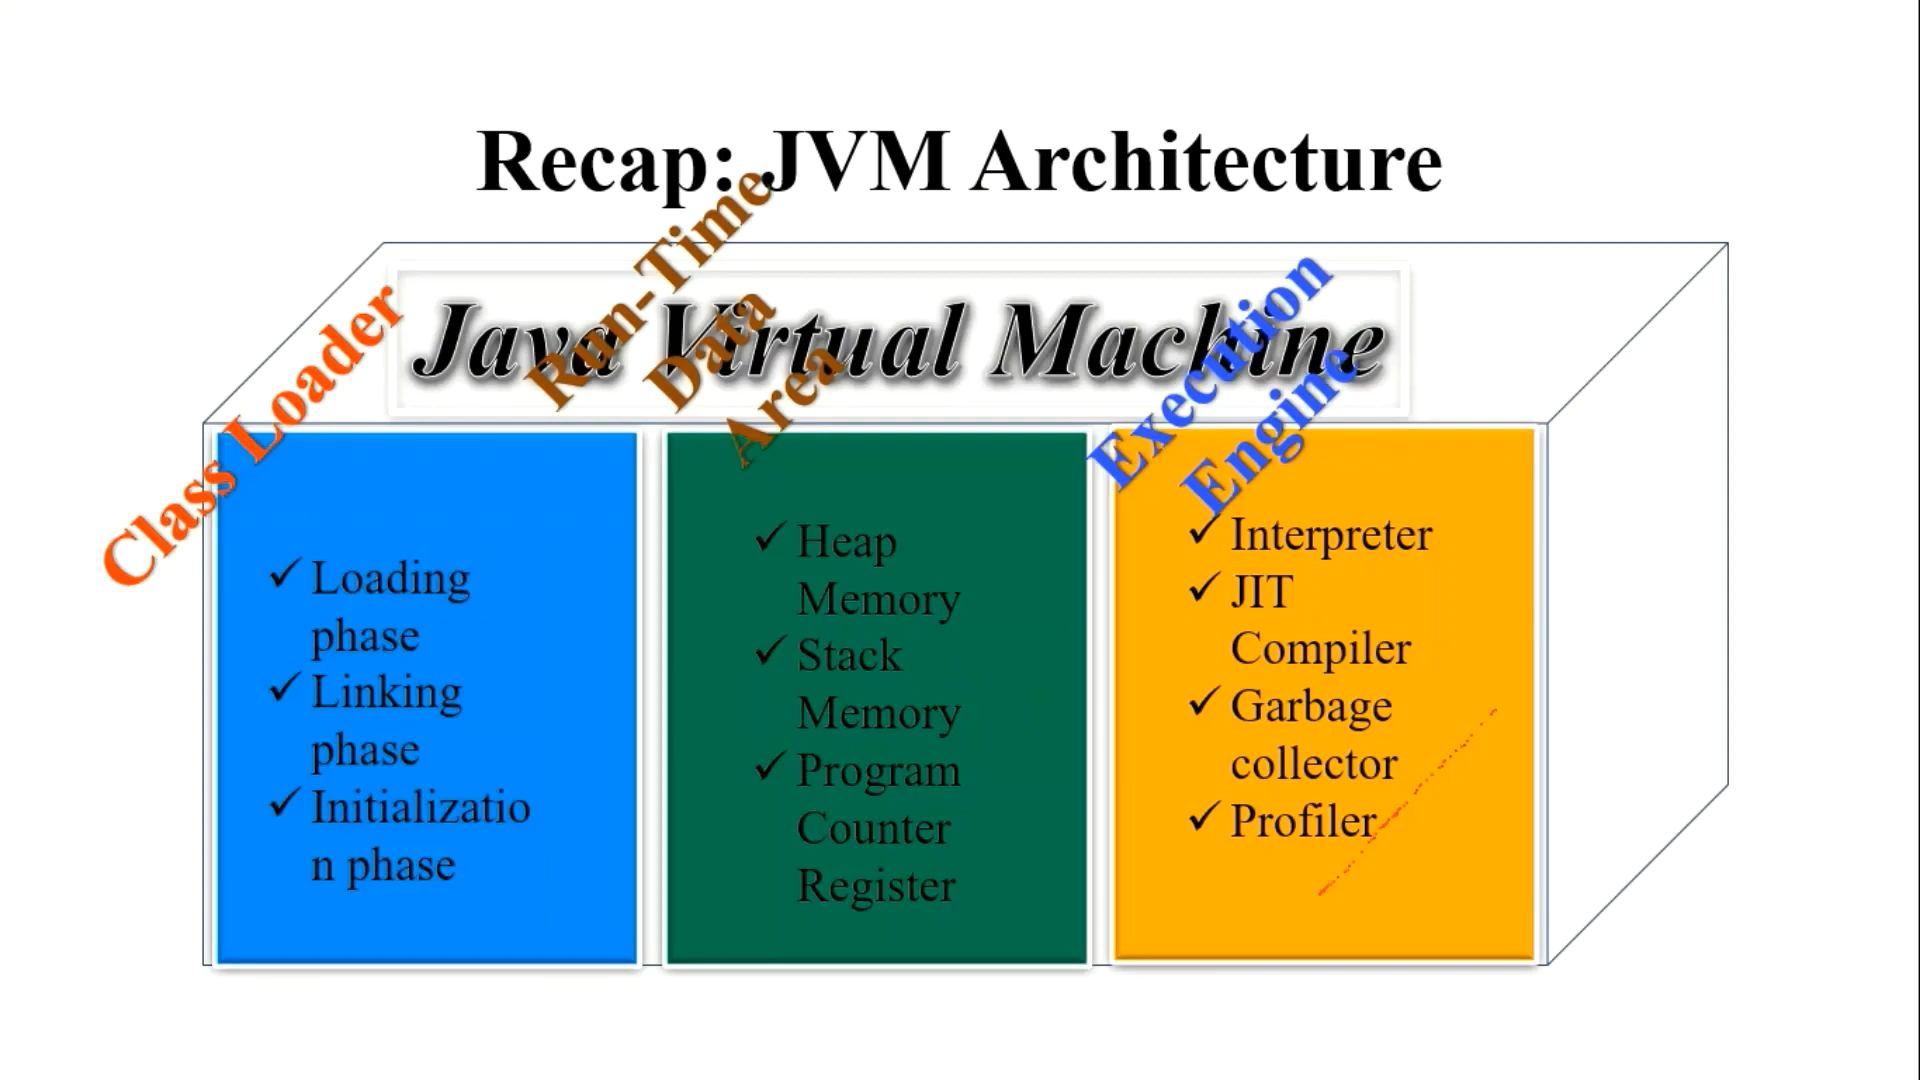 Recap: JVM Architecture
Java Virtual Machine
Class Loader
Run-Time
Data
Area
Execution
Engine
✓ Loading
phase
✓ Linking
phase
✓ Initializatio
n phase
✓ Heap
Memory
✓ Stack
Memory
✓ Program
Counter
Register
✓ Interpreter
✓ JIT
Compiler
✓ Garbage
collector
✓ Profiler